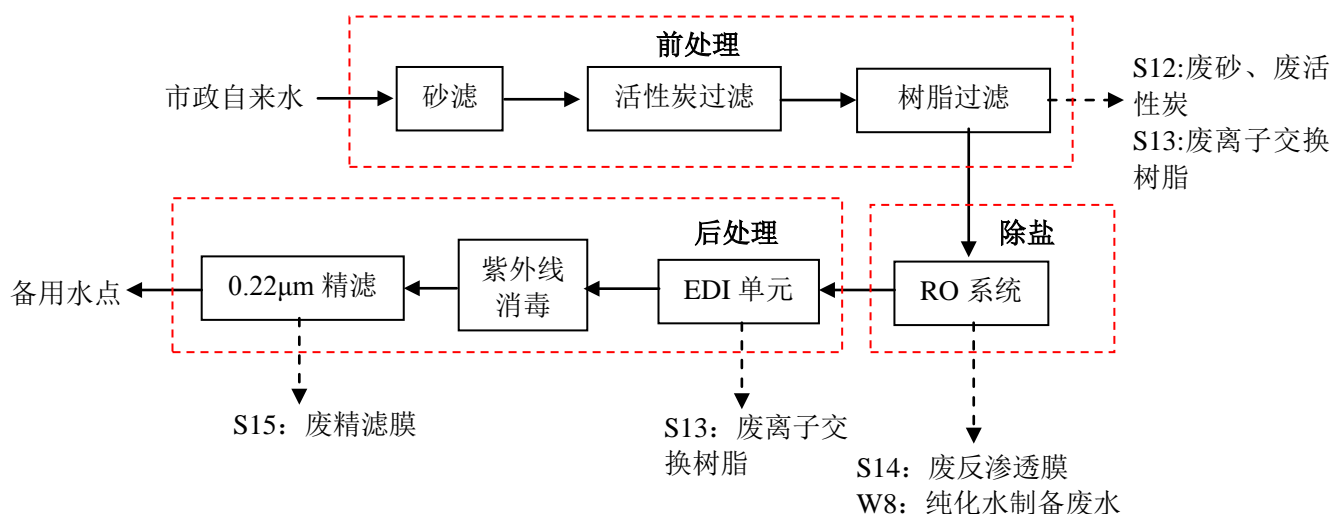 前处理
市政自来水
砂滤
活性炭过滤
树脂过滤
S12:废砂、废活
性炭
S13:废离子交换
树脂
后处理
除盐
备用水点
0.22μm 精滤
紫外线
消毒
EDI 单元
RO 系统
S15：废精滤膜
S13：废离子交
换树脂
S14：废反渗透膜
W8：纯化水制备废水